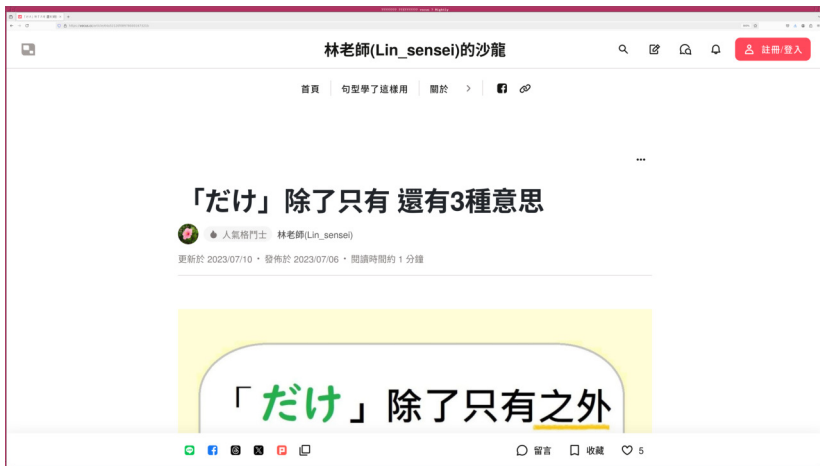 林老師(Lin_sensei)的沙龍
註冊/登入
首頁
句型學了這樣用
關於
「だけ」除了只有 還有3種意思
人氣格鬥士
林老師(Lin_sensei)
更新於 2023/07/10 • 發佈於 2023/07/06 • 閱讀時間約 1 分鐘
「だけ」除了只有之外
留言
收藏
5